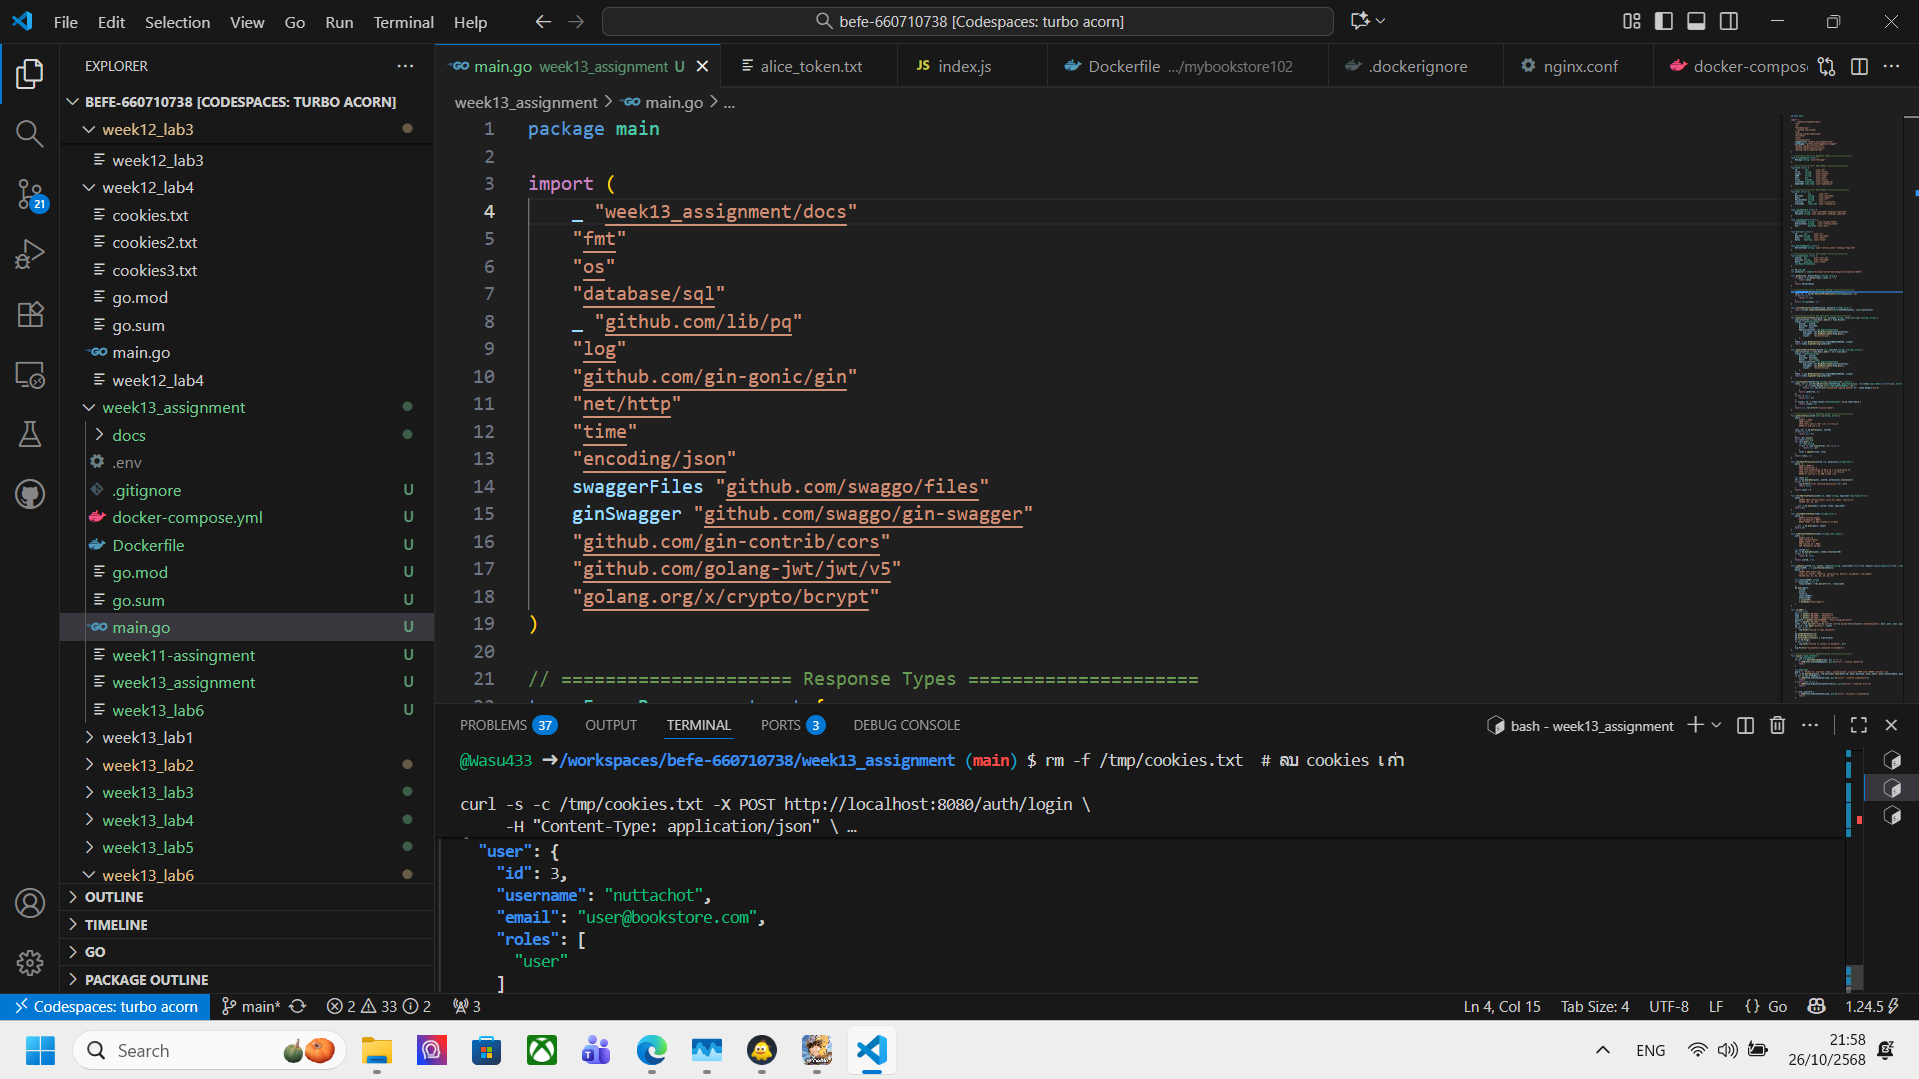 File Edit Selection View Go Run Terminal Help
befe-660710738 [Codespaces: turbo acorn]
EXPLORER
BEFE-660710738 [CODESPACES: TURBO ACORN]
week12_lab3
week12_lab3
week12_lab4
cookies.txt
cookies2.txt
cookies3.txt
go.mod
go.sum
main.go
week12_lab4
week13_assignment
docs
.env
.gitignore U
docker-compose.yml U
Dockerfile U
go.mod U
go.sum U
main.go U
week11-assingment U
week13_assignment U
week13_lab6 U
week13_lab1
week13_lab2
week13_lab3
week13_lab4
week13_lab5
week13_lab6
OUTLINE
TIMELINE
GO
PACKAGE OUTLINE
21
main.go week13_assignment U
alice_token.txt
JS index.js
Dockerfile .../mybookstore102
.dockerignore
nginx.conf
docker-compos
week13_assignment > main.go > ...
1 package main
2
3 import (
4 _ "week13_assignment/docs"
5 "fmt"
6 "os"
7 "database/sql"
8 _ "github.com/lib/pq"
9 "log"
10 "github.com/gin-gonic/gin"
11 "net/http"
12 "time"
13 "encoding/json"
14 swaggerFiles "github.com/swaggo/files"
15 ginSwagger "github.com/swaggo/gin-swagger"
16 "github.com/gin-contrib/cors"
17 "github.com/golang-jwt/jwt/v5"
18 "golang.org/x/crypto/bcrypt"
19 )
20
21 // ===================== Response Types =====================
PROBLEMS 37 OUTPUT TERMINAL PORTS 3 DEBUG CONSOLE
bash - week13_assignment
@Wasu433 ➜/workspaces/befe-660710738/week13_assignment (main) $ rm -f /tmp/cookies.txt # ลบ cookies เก่า
curl -s -c /tmp/cookies.txt -X POST http://localhost:8080/auth/login \
-H "Content-Type: application/json" \ …
"user": {
"id": 3,
"username": "nuttachot",
"email": "user@bookstore.com",
"roles": [
"user"
]
Codespaces: turbo acorn main* 2 33 2 3
Ln 4, Col 15 Tab Size: 4 UTF-8 LF {} Go 1.24.5
Search
ENG
21:58
26/10/2568